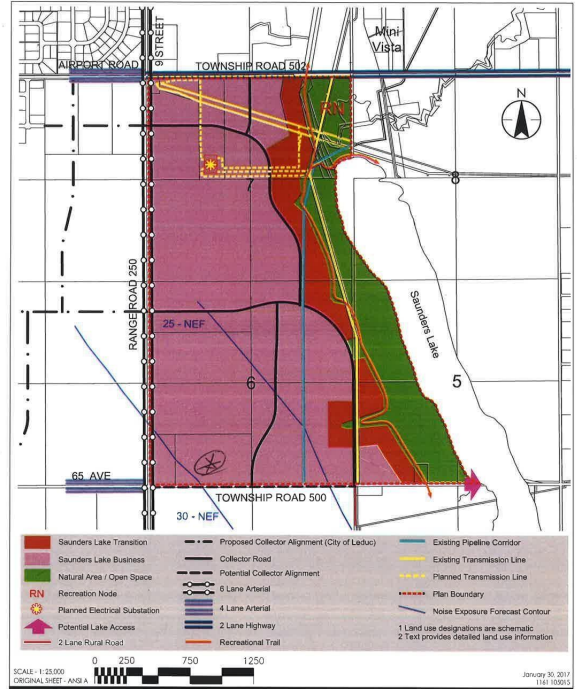 Mini
Vista
9 STREET
AIRPORT ROAD
TOWNSHIP ROAD 502
RN
N
7
8
RANGE ROAD 250
Saunders Lake
25 - NEF
6
5
65 AVE
TOWNSHIP ROAD 500
30 - NEF
Saunders Lake Transition
Saunders Lake Business
Natural Area / Open Space
RN Recreation Node
Planned Electrical Substation
Potential Lake Access
2 Lane Rural Road
Proposed Collector Alignment (City of Leduc)
Collector Road
Potential Collector Alignment
6 Lane Arterial
4 Lane Arterial
2 Lane Highway
Recreational Trail
Existing Pipeline Corridor
Existing Transmission Line
Planned Transmission Line
Plan Boundary
Noise Exposure Forecast Contour
1 Land use designations are schematic
2 Text provides detailed land use information
0 250 500 750 1250
SCALE - 1: 25,000
ORIGINAL SHEET - ANSI A
January 30, 2017
1161 105015